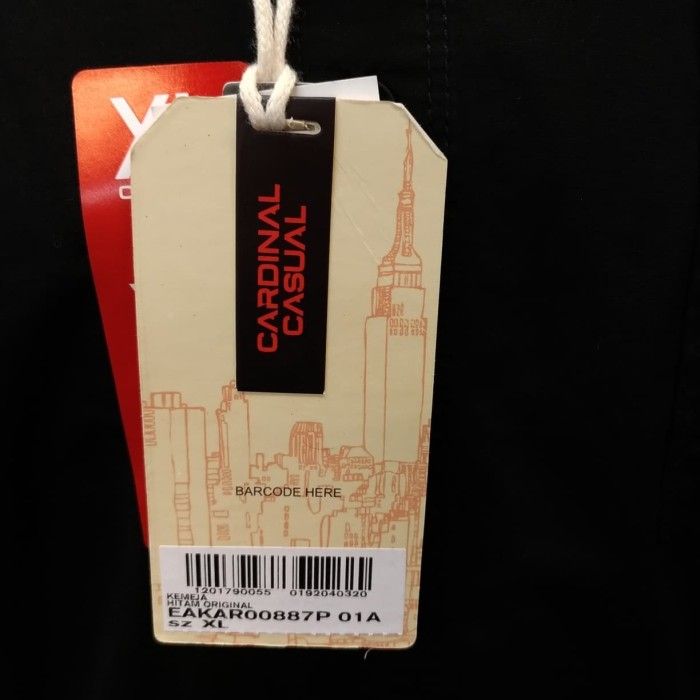 CARDINAL
CASUAL
BARCODE HERE
1201790055 0192040320
KEMEJA
HITAM ORIGINAL
EAKAR00887P 01A
sz XL